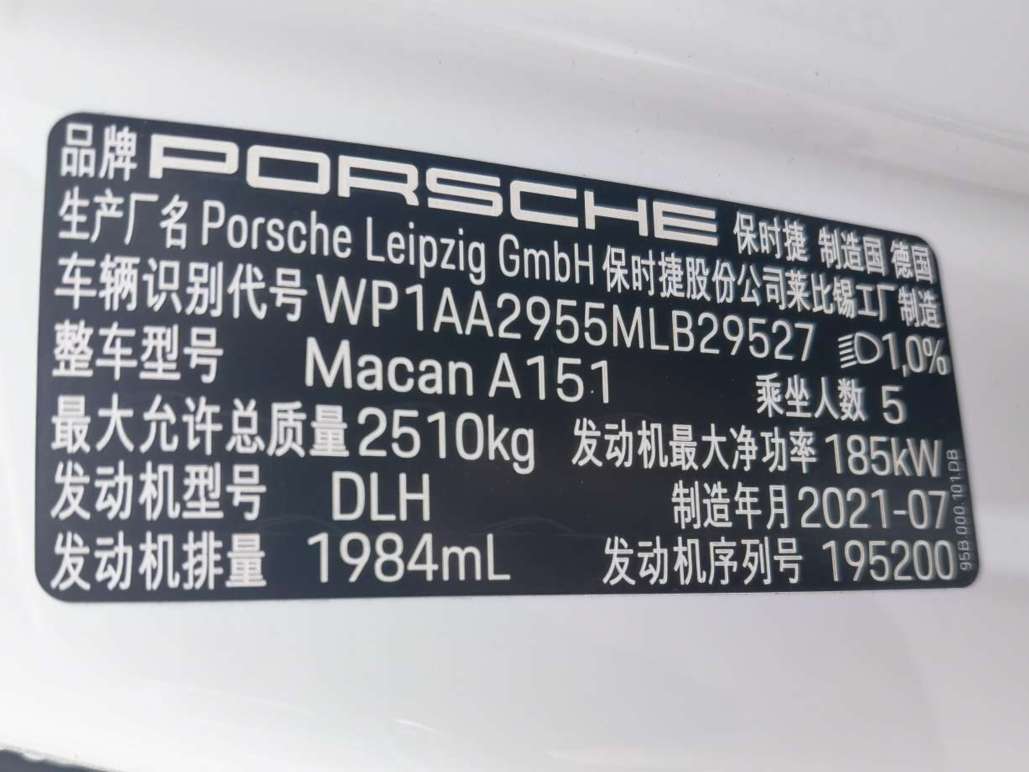 品牌 PORSCHE 保时捷 制造国 德国
生产厂名 Porsche Leipzig GmbH 保时捷股份公司莱比锡工厂制造
车辆识别代号 WP1AA2955MLB29527 1,0%
整车型号 Macan A151 乘坐人数 5
最大允许总质量 2510kg 发动机最大净功率 185kW
发动机型号 DLH 制造年月 2021-07
发动机排量 1984mL 发动机序列号 195200
95B.000.101.DB